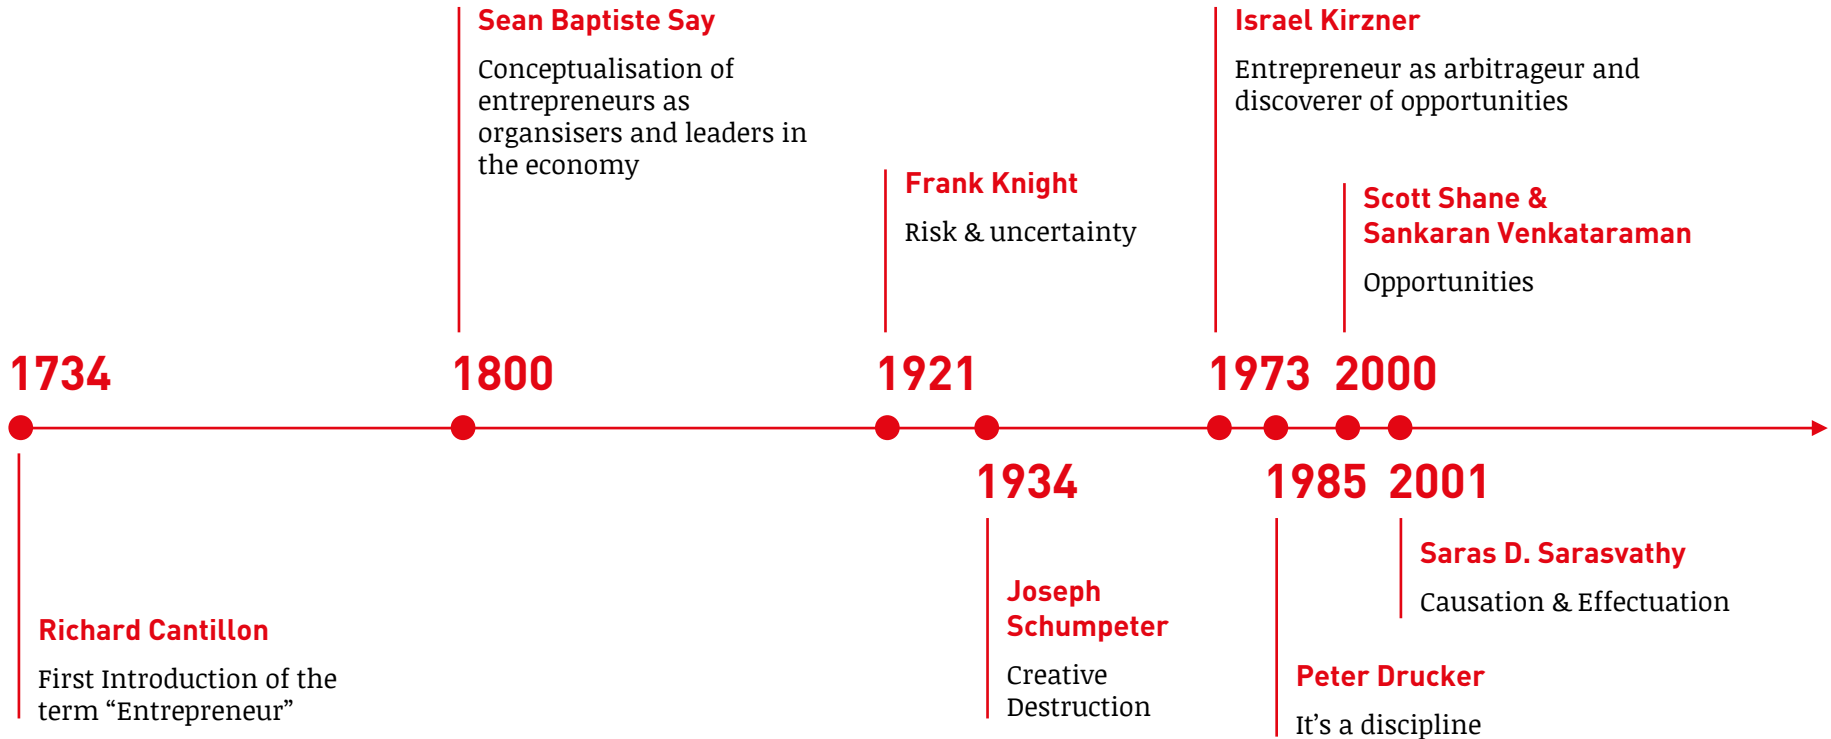 Sean Baptiste Say
Conceptualisation of
entrepreneurs as
organsisers and leaders in
the economy
Israel Kirzner
Entrepreneur as arbitrageur and
discoverer of opportunities
Frank Knight
Risk & uncertainty
Scott Shane &
Sankaran Venkataraman
Opportunities
1734
1800
1921
1973
2000
1934
1985
2001
Richard Cantillon
First Introduction of the
term “Entrepreneur”
Joseph
Schumpeter
Creative
Destruction
Saras D. Sarasvathy
Causation & Effectuation
Peter Drucker
It’s a discipline